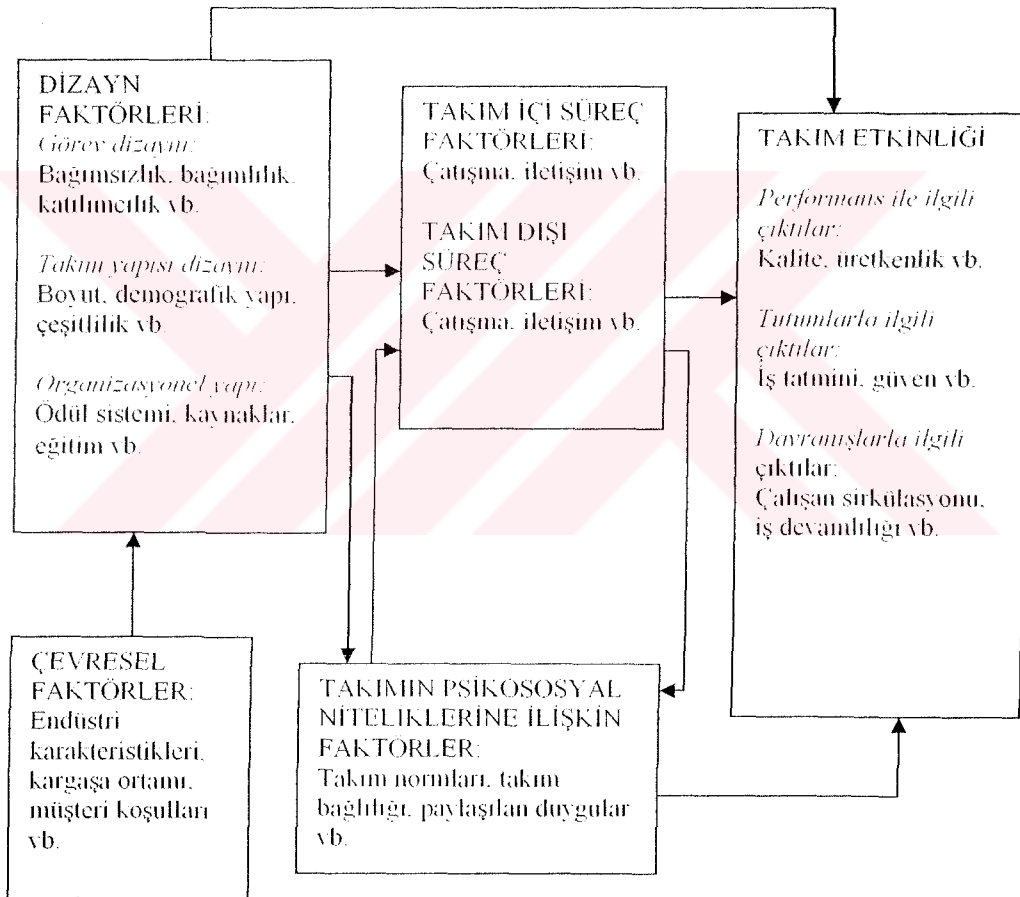 DİZAYN
FAKTÖRLERİ:
Görev dizaynı:
Bağımsızlık, bağımlılık,
katılımcılık vb.
Takım yapısı dizaynı:
Boyut, demografik yapı,
çeşitlilik vb.
Organizasyonel yapı:
Ödül sistemi, kaynaklar,
eğitim vb.
TAKIM İÇİ SÜREÇ
FAKTÖRLERİ:
Çatışma, iletişim vb.
TAKIM DIŞI
SÜREÇ
FAKTÖRLERİ:
Çatışma, iletişim vb.
TAKIM ETKİNLİĞİ
Performans ile ilgili
çıktılar:
Kalite, üretkenlik vb.
Tutumlarla ilgili
çıktılar:
İş tatmini, güven vb.
Davranışlarla ilgili
çıktılar:
Çalışan sirkülasyonu,
iş devamlılığı vb.
ÇEVRESEL
FAKTÖRLER:
Endüstri
karakteristikleri,
kargaşa ortamı,
müşteri koşulları
vb.
TAKIMIN PSİKOSOSYAL
NİTELİKLERİNE İLİŞKİN
FAKTÖRLER:
Takım normları, takım
bağlılığı, paylaşılan duygular
vb.